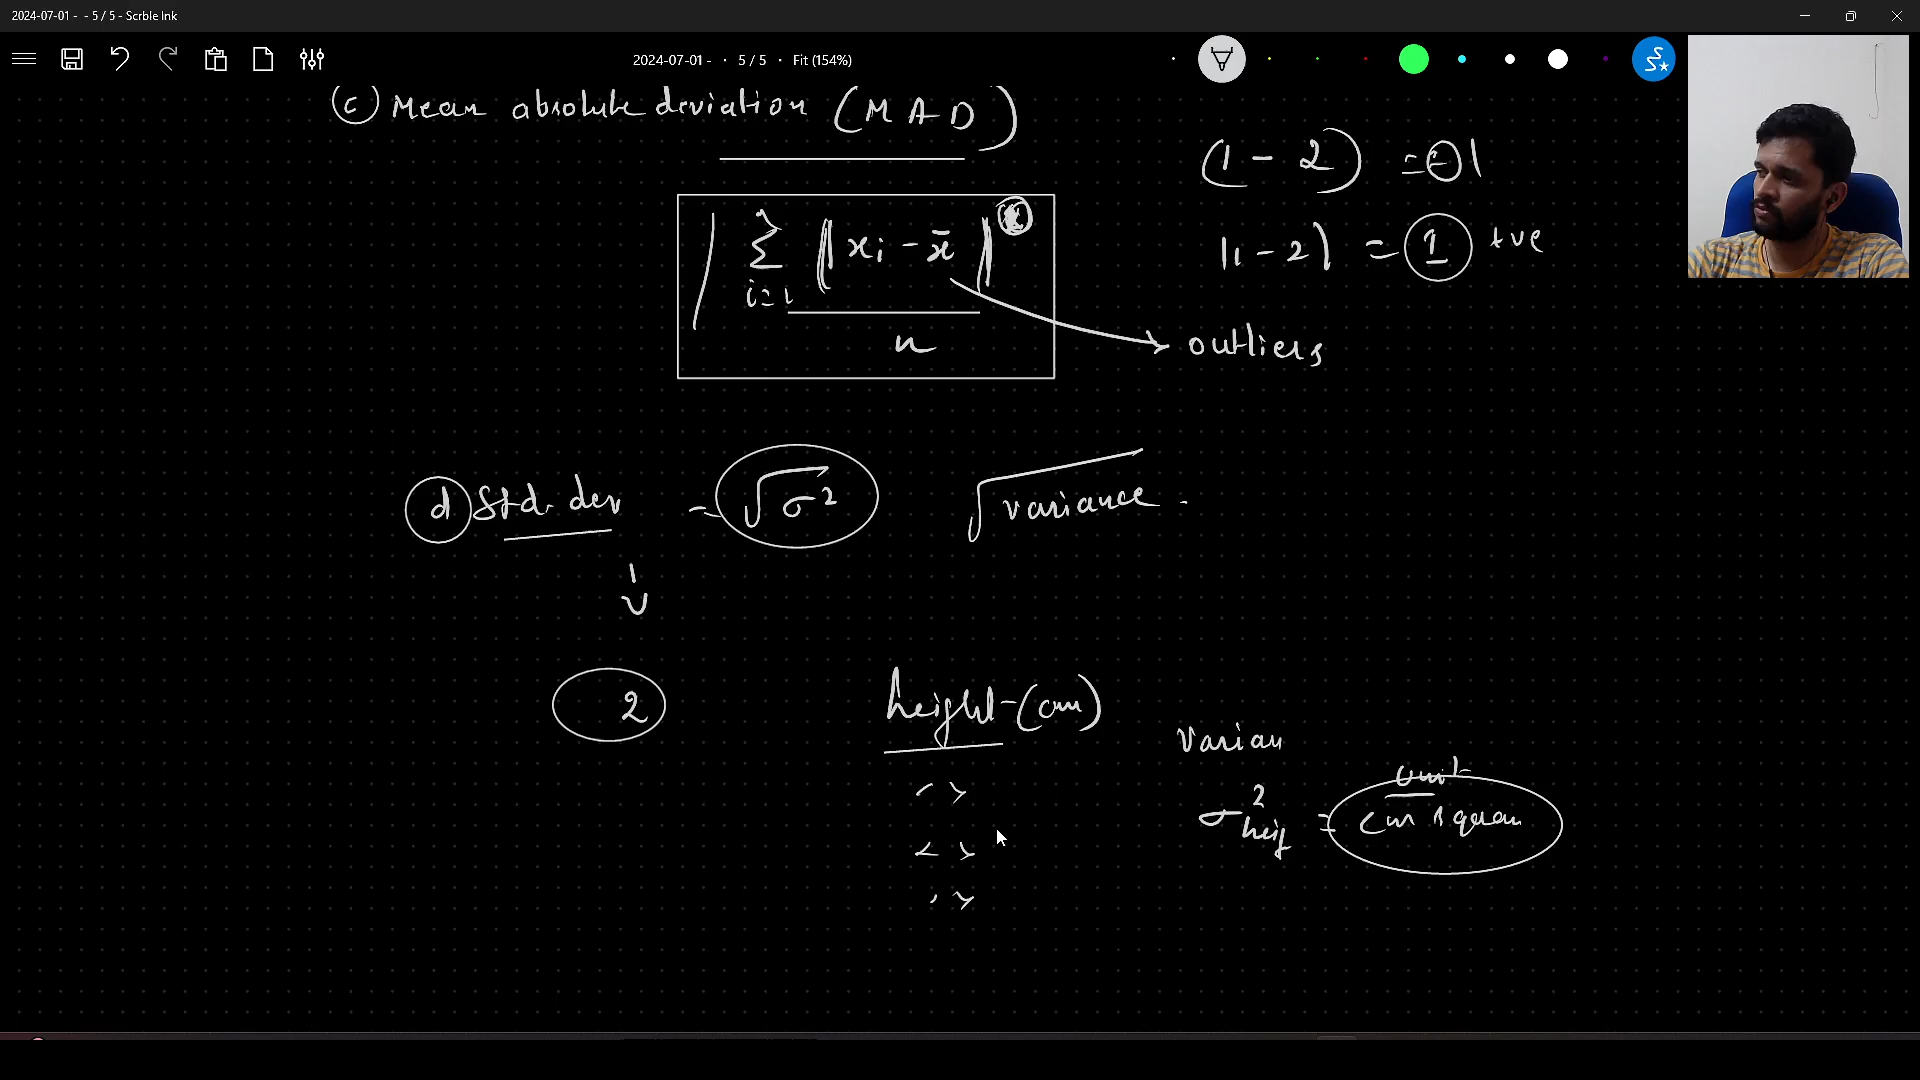 2024-07-01 - - 5 / 5 - Scrble Ink
2024-07-01 - · 5 / 5 · Fit (154%)
(c) Mean absolute deviation (MAD)
(1 - 2) = -1
|1 - 2| = 1 +ve
∑ |xi - x̄|
i=1
n
outliers
(d) Std. dev = √σ² √variance
2
height-(cm)
Varian
unit
σ² heig = cm square